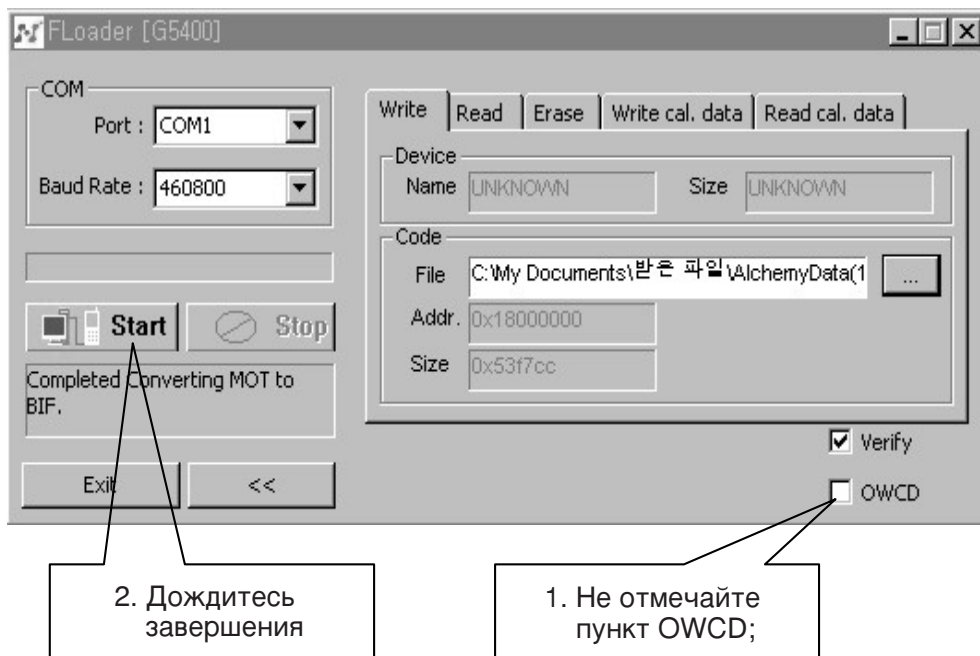 FLoader [G5400]
COM
Port : COM1
Baud Rate : 460800
Start
Stop
Completed Converting MOT to
BIF.
Exit
<<
Write Read Erase Write cal. data Read cal. data
Device
Name UNKNOWN Size UNKNOWN
Code
File C:\My Documents\받은 파일\AlchemyData(1 ...
Addr. 0x18000000
Size 0x53f7cc
Verify
OWCD
2. Дождитесь
завершения
1. Не отмечайте
пункт OWCD;